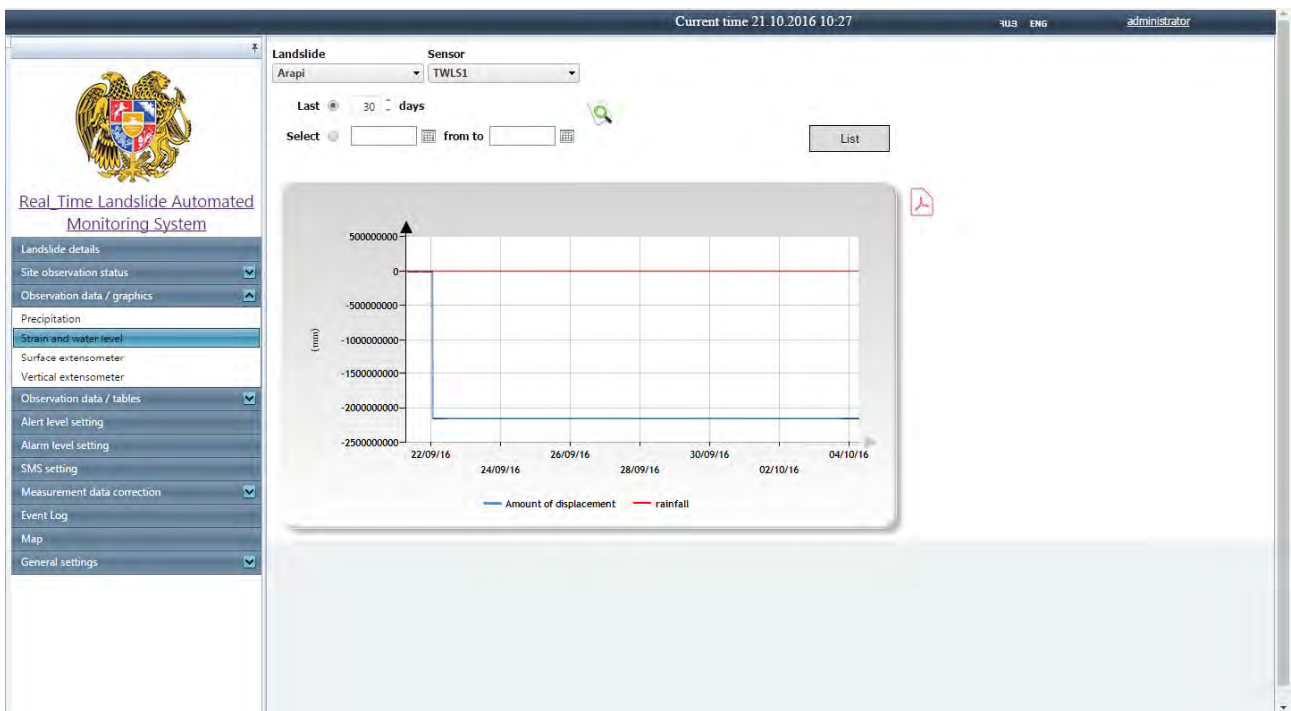 Current time 21.10.2016 10:27
ՀԱՅ ENG
administrator
Real_Time Landslide Automated
Monitoring System
Landslide details
Site observation status
Observation data / graphics
Precipitation
Strain and water level
Surface extensometer
Vertical extensometer
Observation data / tables
Alert level setting
Alarm level setting
SMS setting
Measurement data correction
Event Log
Map
General settings
Landslide Sensor
Arapi TWLS1
Last 30 days
Select from to
List
500000000
0
-500000000
-1000000000
-1500000000
-2000000000
-2500000000
(mm)
22/09/16 26/09/16 30/09/16 04/10/16
24/09/16 28/09/16 02/10/16
Amount of displacement rainfall